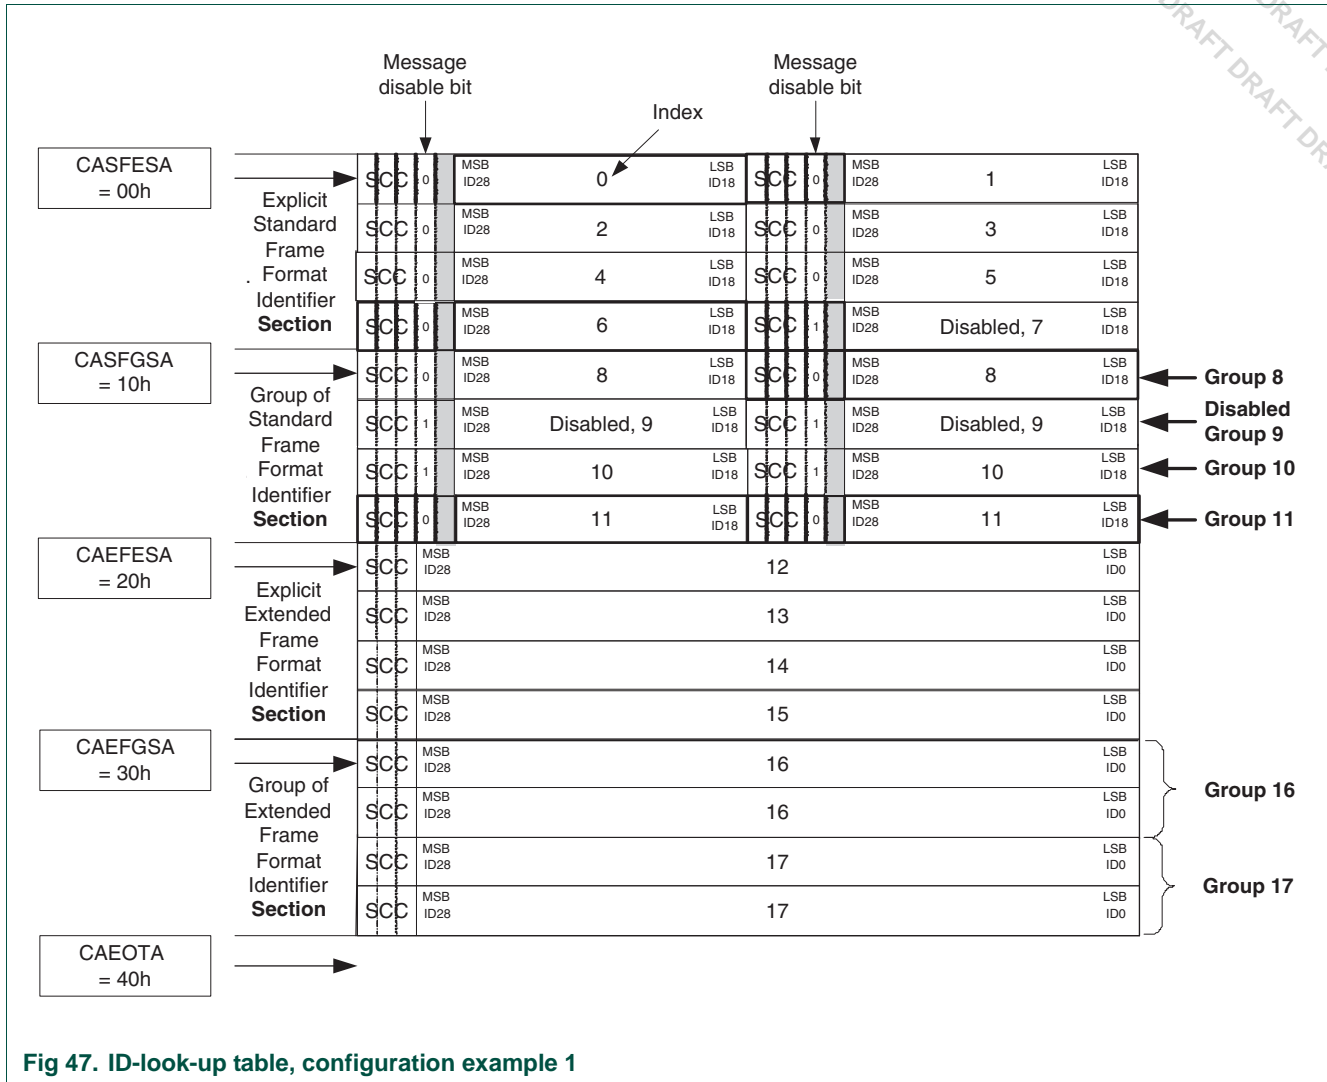 DRAFT DRAFT DRAFT
DRAFT
Message
disable bit
Message
disable bit
Index
CASFESA
= 00h
Explicit
Standard
Frame
Format
Identifier
Section
SCC 0 MSB ID28 0 LSB ID18 SCC 0 MSB ID28 1 LSB ID18
SCC 0 MSB ID28 2 LSB ID18 SCC 0 MSB ID28 3 LSB ID18
SCC 0 MSB ID28 4 LSB ID18 SCC 0 MSB ID28 5 LSB ID18
SCC 0 MSB ID28 6 LSB ID18 SCC 1 MSB ID28 Disabled, 7 LSB ID18
CASFGSA
= 10h
Group of
Standard
Frame
Format
Identifier
Section
SCC 0 MSB ID28 8 LSB ID18 SCC 0 MSB ID28 8 LSB ID18 Group 8
SCC 1 MSB ID28 Disabled, 9 LSB ID18 SCC 1 MSB ID28 Disabled, 9 LSB ID18 Disabled Group 9
SCC 1 MSB ID28 10 LSB ID18 SCC 1 MSB ID28 10 LSB ID18 Group 10
SCC 0 MSB ID28 11 LSB ID18 SCC 0 MSB ID28 11 LSB ID18 Group 11
CAEFESA
= 20h
Explicit
Extended
Frame
Format
Identifier
Section
SCC MSB ID28 12 LSB ID0
SCC MSB ID28 13 LSB ID0
SCC MSB ID28 14 LSB ID0
SCC MSB ID28 15 LSB ID0
CAEFGSA
= 30h
Group of
Extended
Frame
Format
Identifier
Section
SCC MSB ID28 16 LSB ID0
SCC MSB ID28 16 LSB ID0
Group 16
SCC MSB ID28 17 LSB ID0
SCC MSB ID28 17 LSB ID0
Group 17
CAEOTA
= 40h
Fig 47. ID-look-up table, configuration example 1